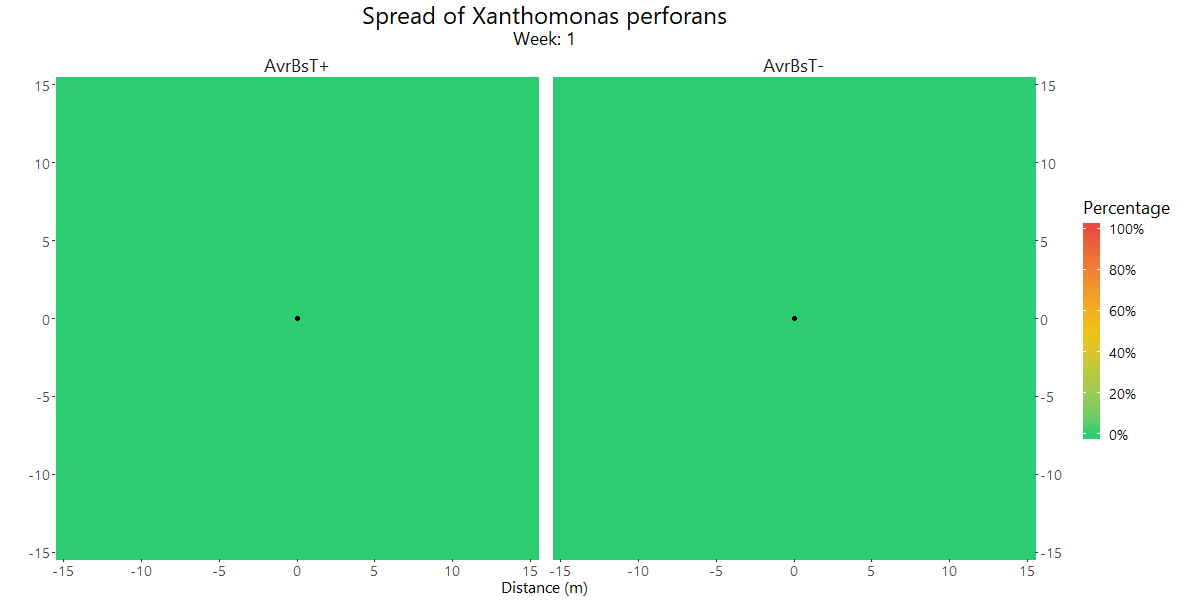 Spread of Xanthomonas perforans
Week: 1
AvrBsT+
AvrBsT-
15
10
5
0
-5
-10
-15
15
10
5
0
-5
-10
-15
-15 -10 -5 0 5 10 15
-15 -10 -5 0 5 10 15
Distance (m)
Percentage
100%
80%
60%
40%
20%
0%